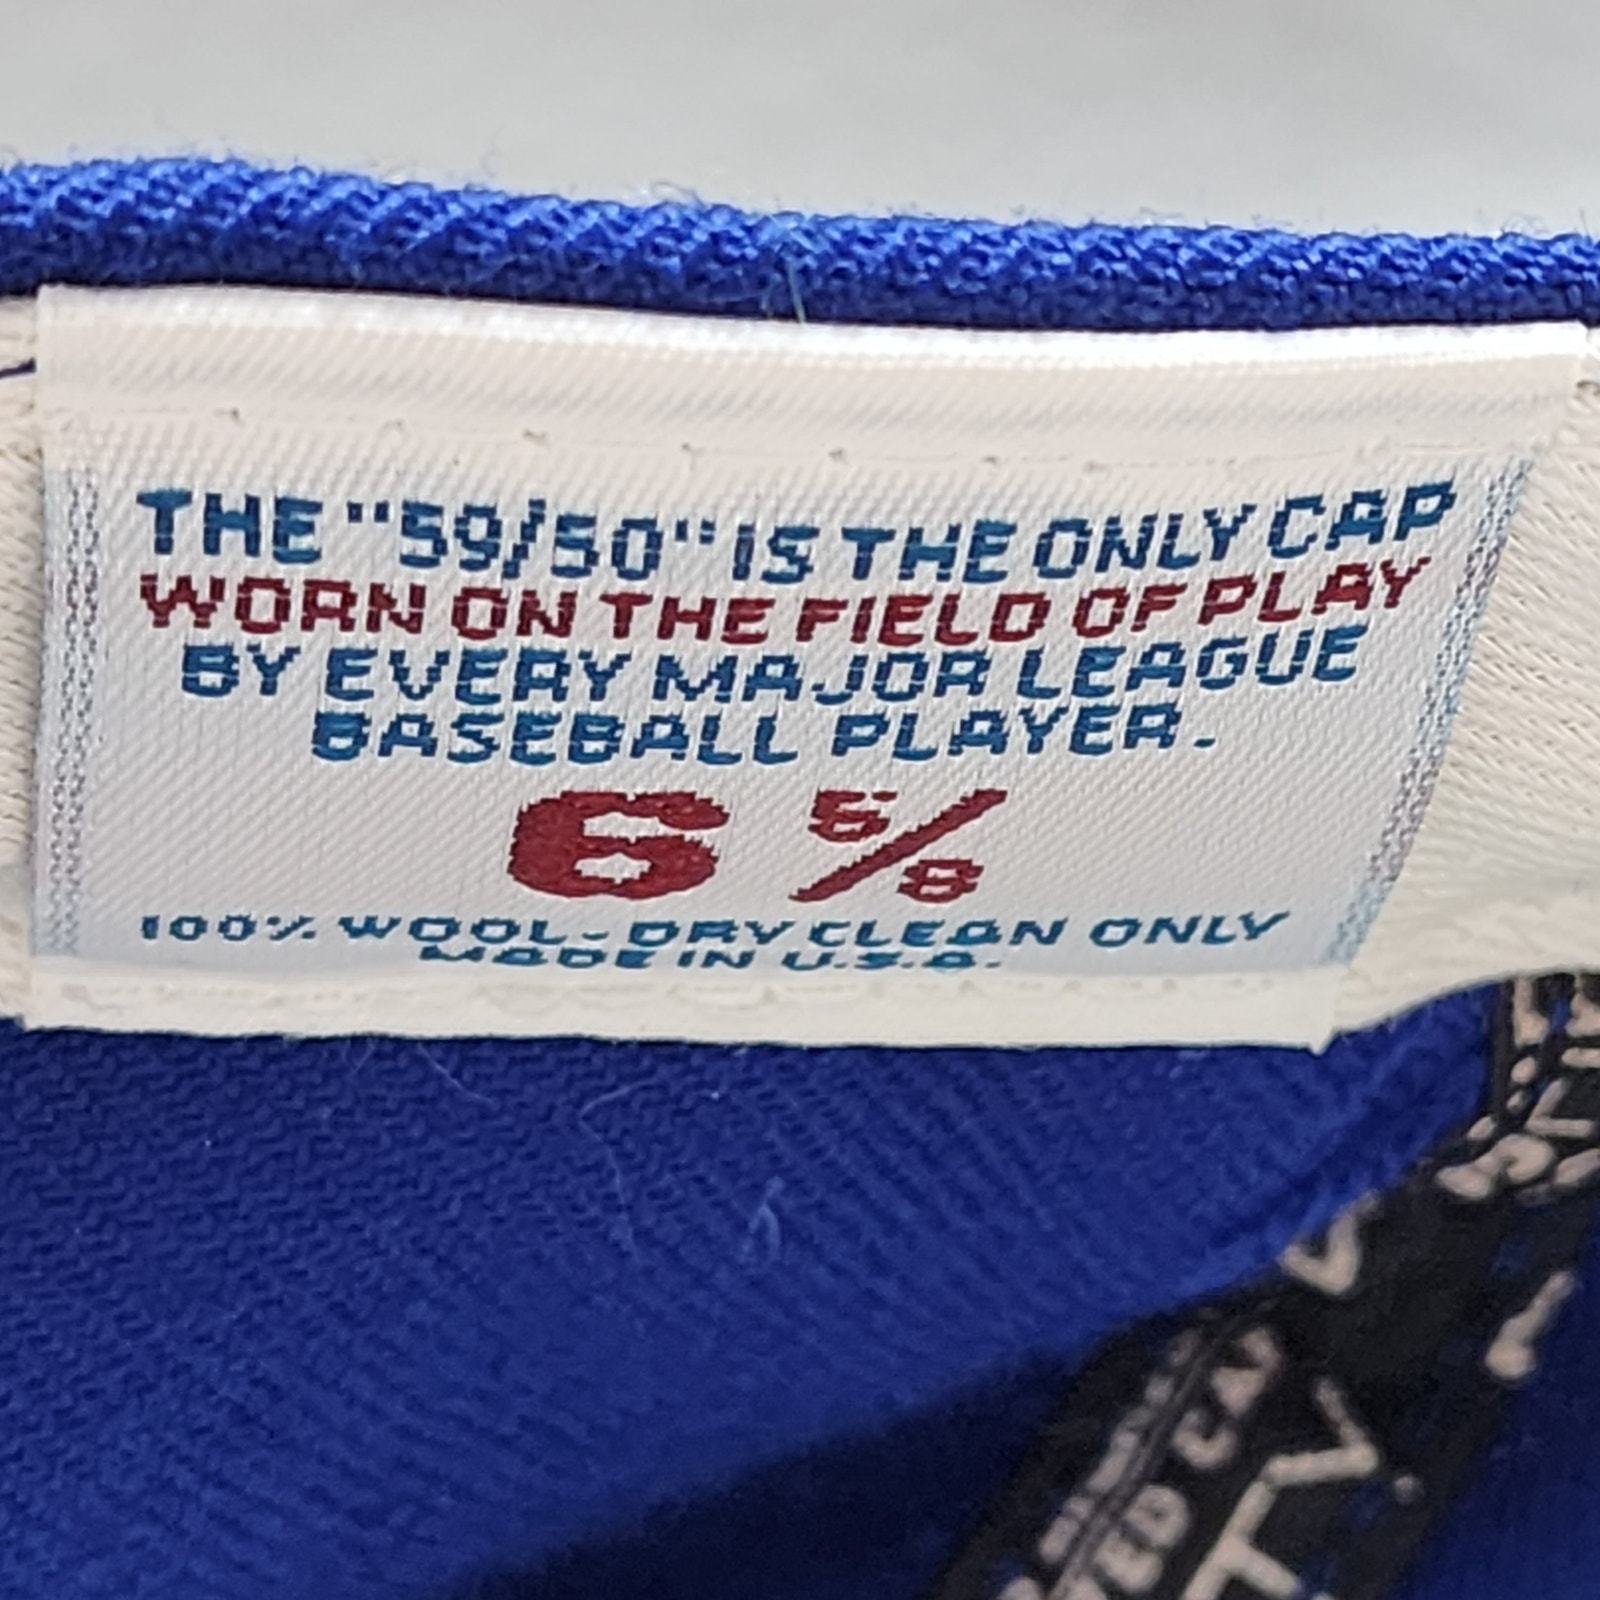 THE "59/50" IS THE ONLY CAP
WORN ON THE FIELD OF PLAY
BY EVERY MAJOR LEAGUE
BASEBALL PLAYER.
6 5/8
100% WOOL - DRY CLEAN ONLY
MADE IN U.S.A.